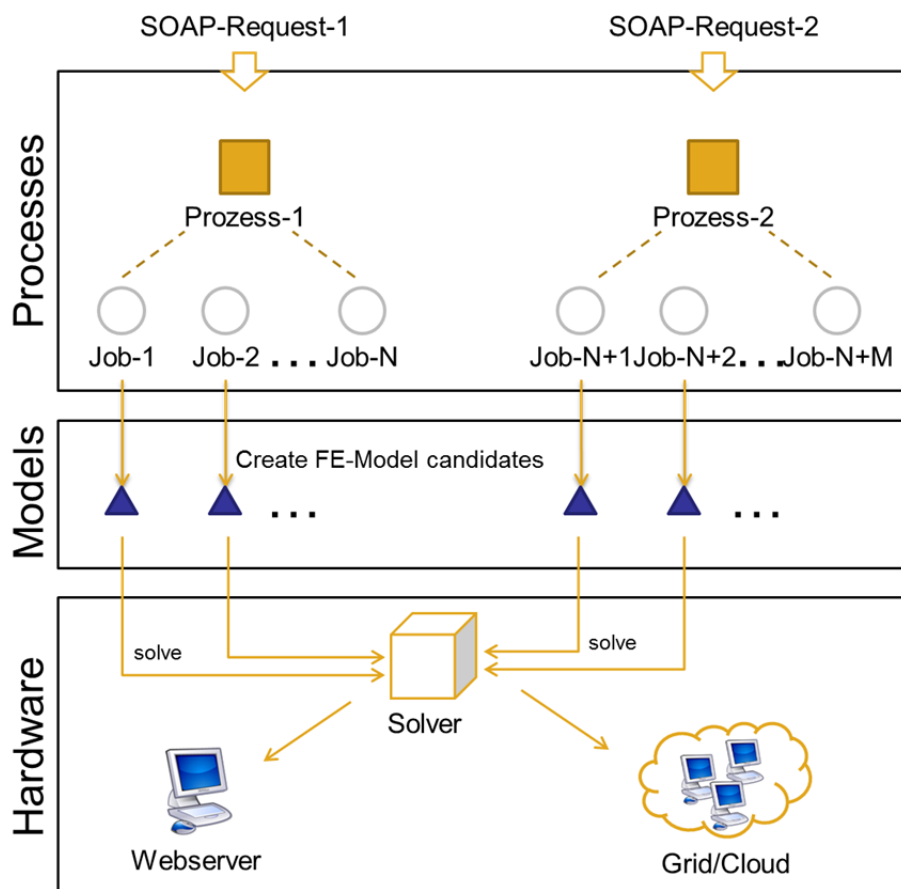 SOAP-Request-1
SOAP-Request-2
Processes
Prozess-1
Prozess-2
Job-1
Job-2
...
Job-N
Job-N+1
Job-N+2
...
Job-N+M
Models
Create FE-Model candidates
...
...
Hardware
solve
solve
Solver
Webserver
Grid/Cloud